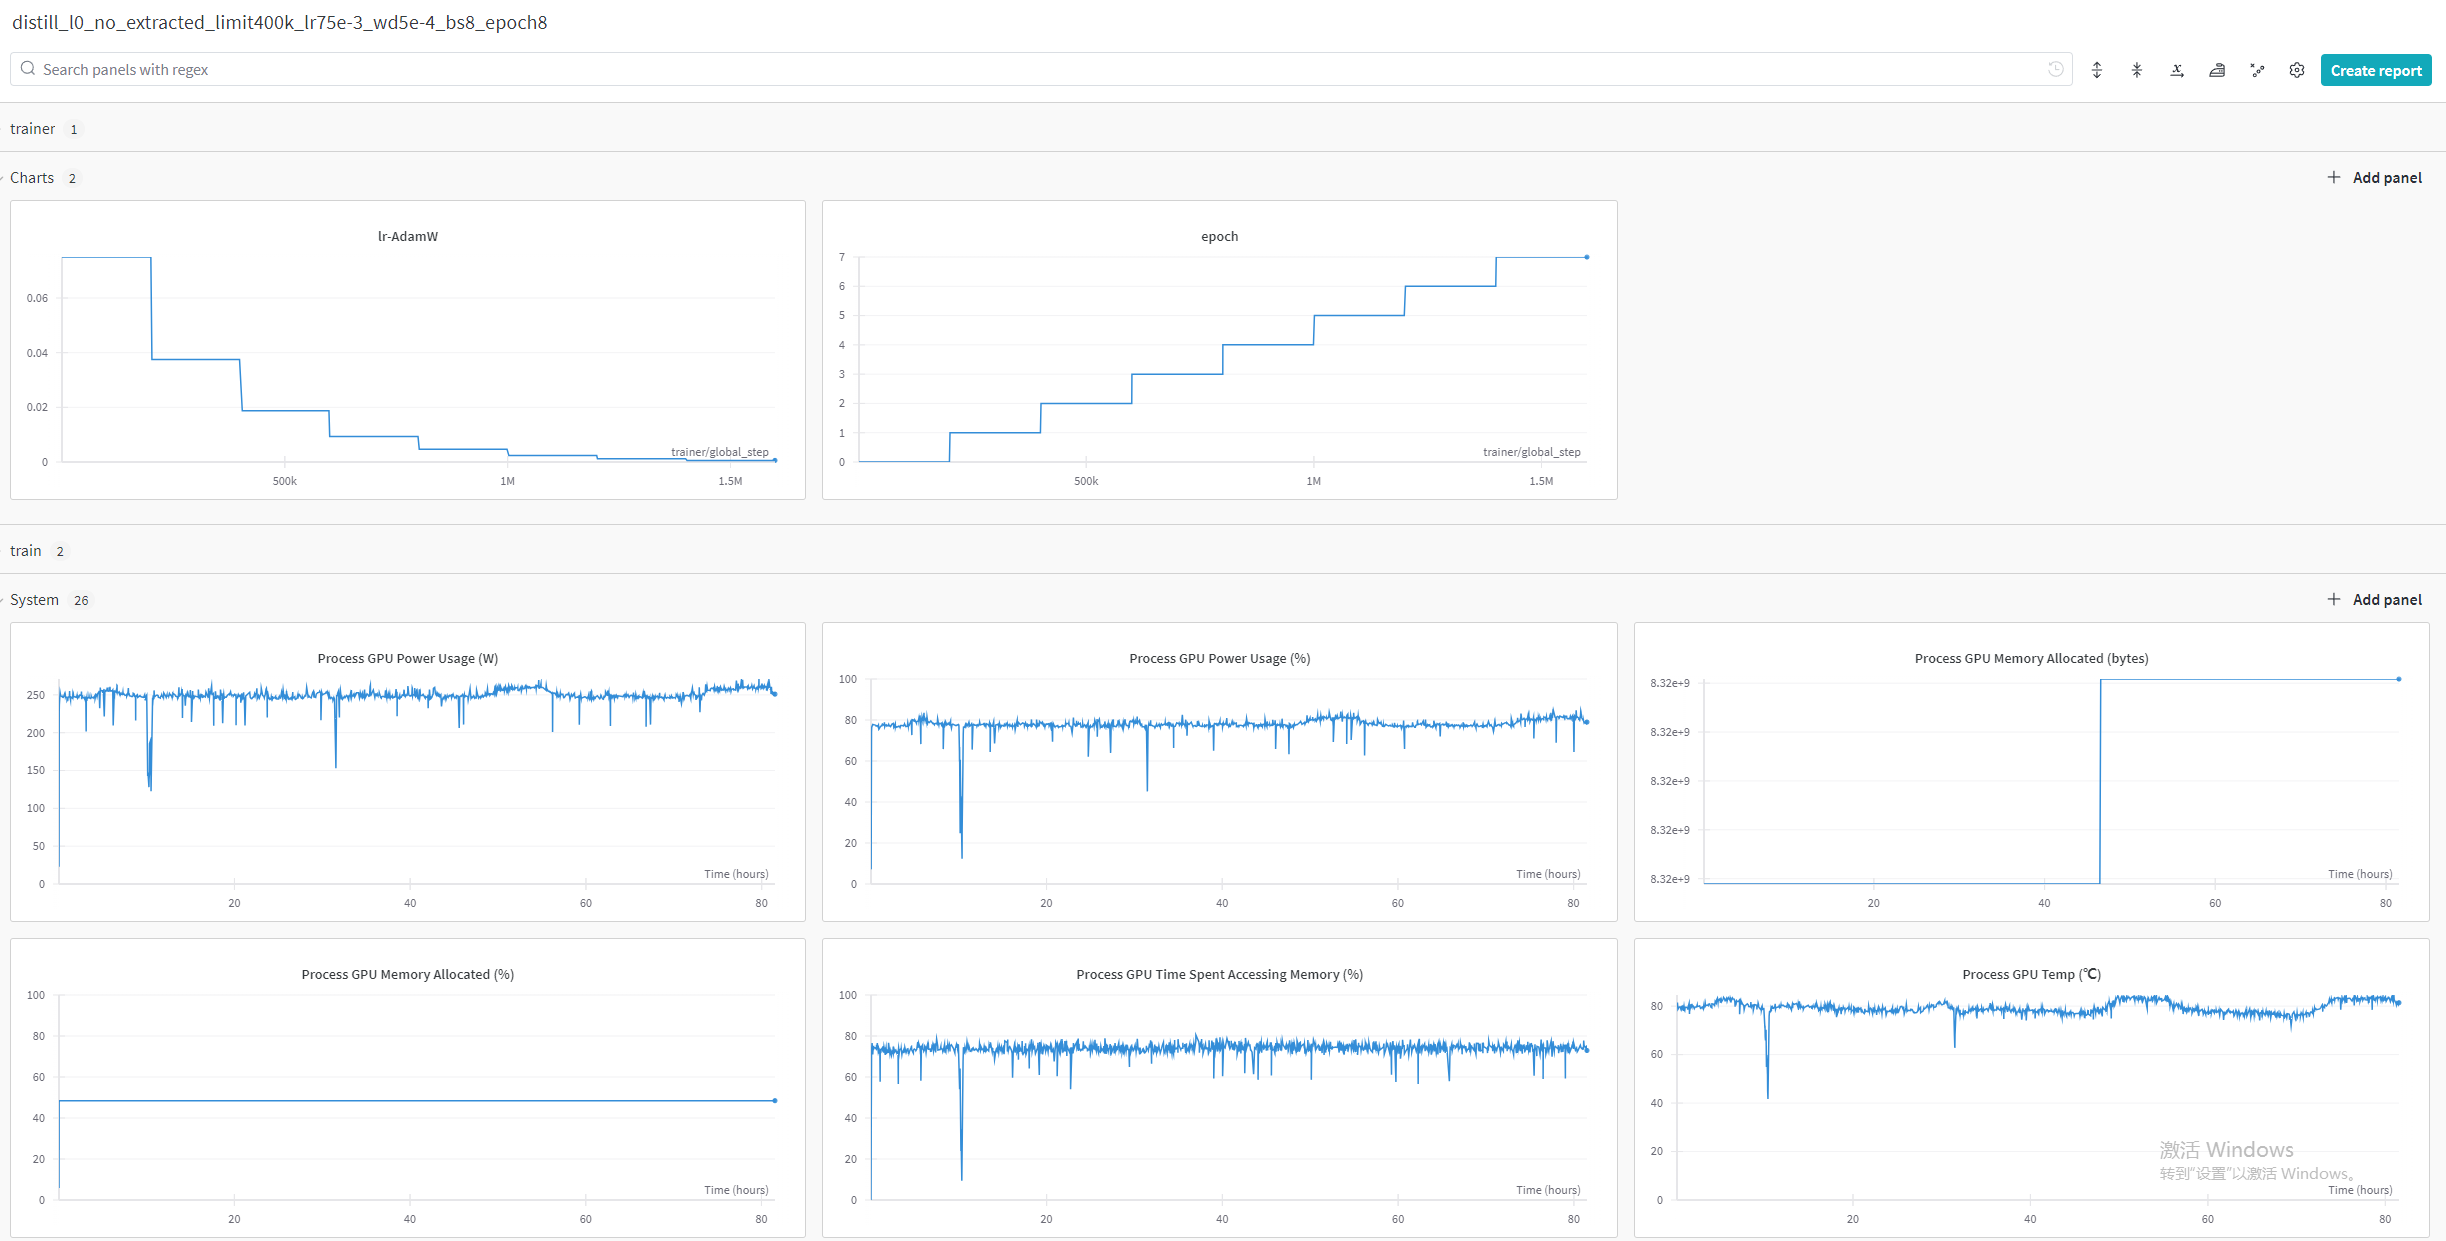 distill_l0_no_extracted_limit400k_lr75e-3_wd5e-4_bs8_epoch8
Search panels with regex
Create report
trainer 1
Charts 2
Add panel
lr-AdamW
0.06
0.04
0.02
0
trainer/global_step
500k 1M 1.5M
epoch
7
6
5
4
3
2
1
0
trainer/global_step
500k 1M 1.5M
train 2
System 26
Add panel
Process GPU Power Usage (W)
250
200
150
100
50
0
Time (hours)
20 40 60 80
Process GPU Power Usage (%)
100
80
60
40
20
0
Time (hours)
20 40 60 80
Process GPU Memory Allocated (bytes)
8.32e+9
8.32e+9
8.32e+9
8.32e+9
8.32e+9
Time (hours)
20 40 60 80
Process GPU Memory Allocated (%)
100
80
60
40
20
0
Time (hours)
20 40 60 80
Process GPU Time Spent Accessing Memory (%)
100
80
60
40
20
0
Time (hours)
20 40 60 80
Process GPU Temp (℃)
80
60
40
20
0
Time (hours)
20 40 60 80
激活 Windows
转到“设置”以激活 Windows。